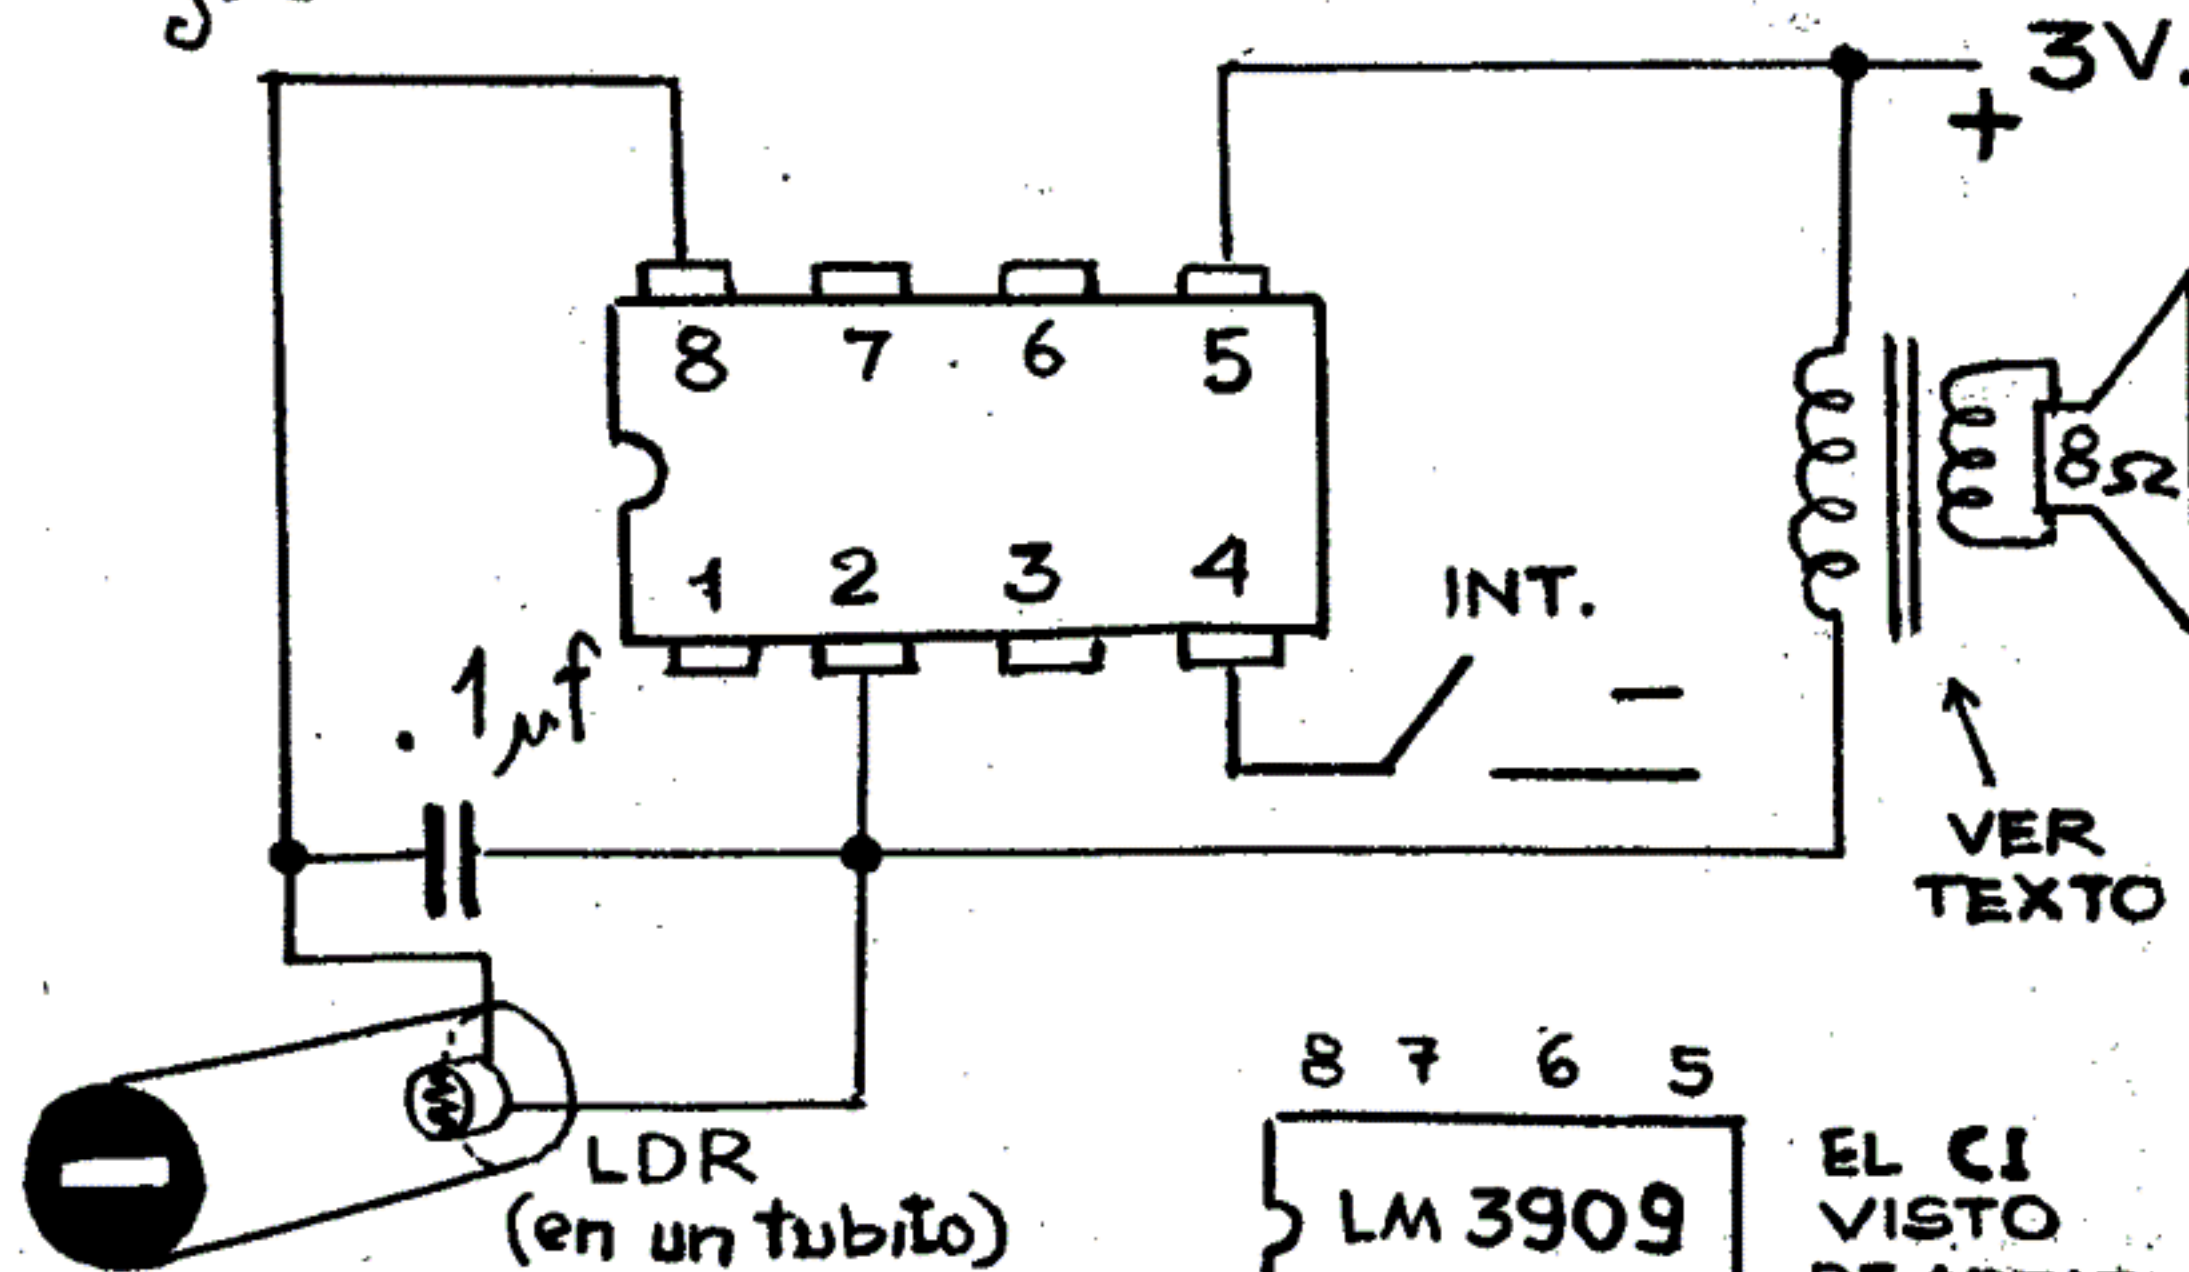 3V.
+
8 7 6 5
8Ω
1 2 3 4
INT.
.1μf
VER
TEXTO
LDR
(en un tubito)
8 7 6 5
LM 3909
EL CI
VISTO